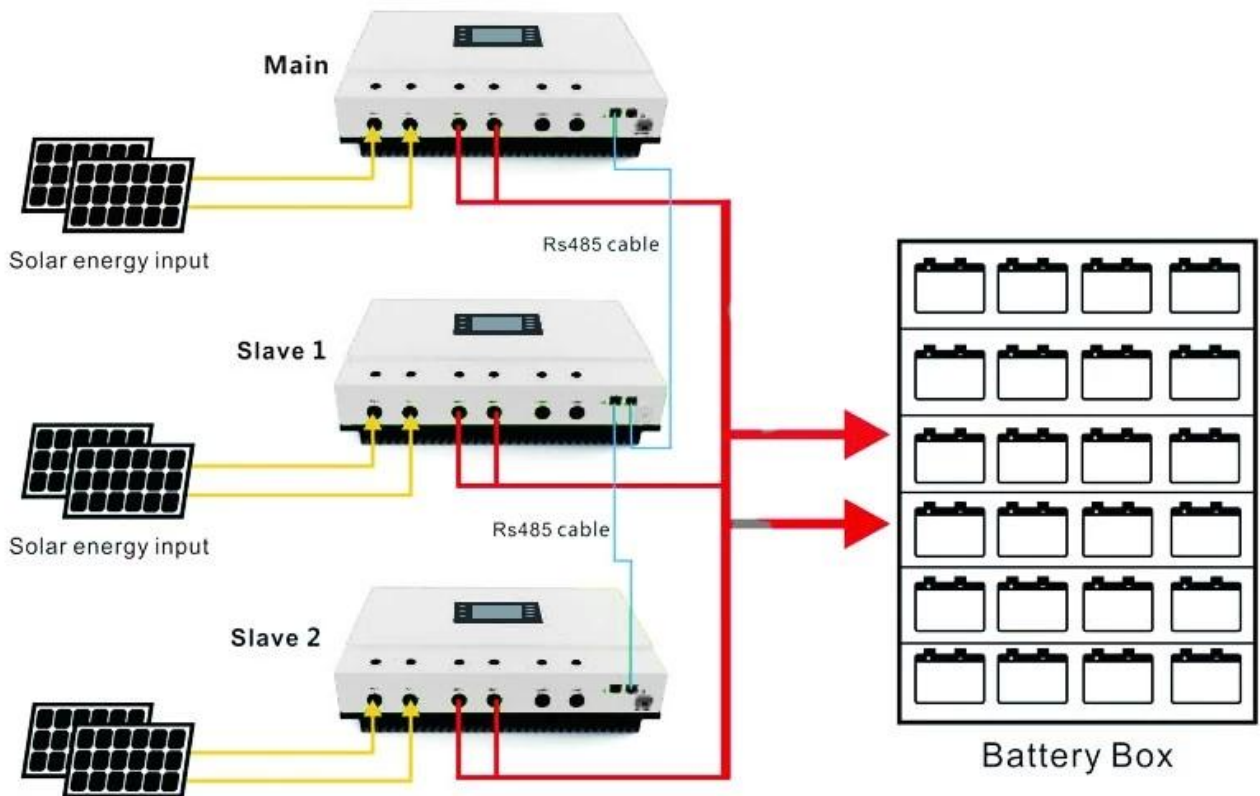 Main
Solar energy input
Rs485 cable
Slave 1
Solar energy input
Rs485 cable
Slave 2
Battery Box